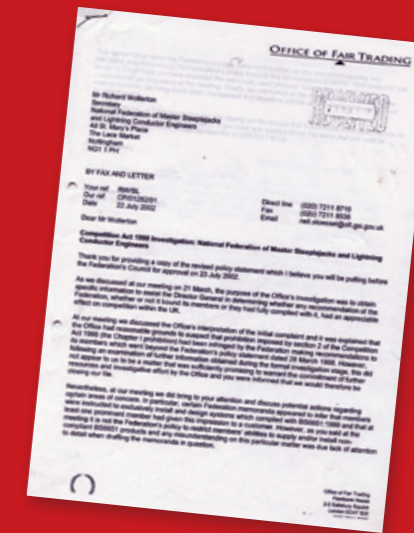 OFFICE OF FAIR TRADING
Mr Richard Wollerton
Secretary
National Federation of Master Steeplejacks
and Lightning Conductor Engineers
4d St. Mary's Place
The Lace Market
Nottingham
NG1 1PH
BY FAX AND LETTER
Your ref RW/SL
Our ref
Date 22 July 2002
Direct line (020) 7211
Fax (020) 7211
Email
Dear Mr Wollerton
Competition Act 1998 Investigation: National Federation of Master Steeplejacks and Lightning
Conductor Engineers
Thank you for providing a copy of the revised policy statement which I believe you will be putting before
the Federation's Council for approval on 23 July 2002.
As we discussed at our meeting on 21 March, the purpose of the Office's investigation was to obtain
specific information to assist the Director General in determining whether any recommendation of the
Federation, whether or not it bound its members or they had fully complied with it, had an appreciable
effect on competition within the UK.
At our meeting we discussed the Office's interpretation of the initial complaint and it was explained that
the Office had reasonable grounds to suspect that prohibition imposed by section 2 of the Competition
Act 1998 (the Chapter I prohibition) had been infringed by the Federation making recommendations to
its members which went beyond the Federation's policy statement dated 28 March 1998. However,
following an examination of further information obtained during the formal investigation stage, this did
not appear to us to be a case that was sufficiently promising to warrant the commitment of further
resources and investigative effort by the Office and you were informed that we would therefore be
closing our file.
Nevertheless, at our meeting we did bring to your attention and discuss potential actions regarding
certain areas of concern. In particular, certain Federation memoranda appeared to infer that members
were instructed to exclusively install and design systems which complied with BS6651:1999 and that at
least one prominent member had given this impression to a customer. However, as you said at the
meeting it is not the Federation's policy to restrict members' abilities to supply and/or install non-
compliant BS6651 products and any misunderstanding on this particular matter was due lack of attention
to detail when drafting the memoranda in question.
Office of Fair Trading
Fleetbank House
2-6 Salisbury Square
London EC4Y 8JX